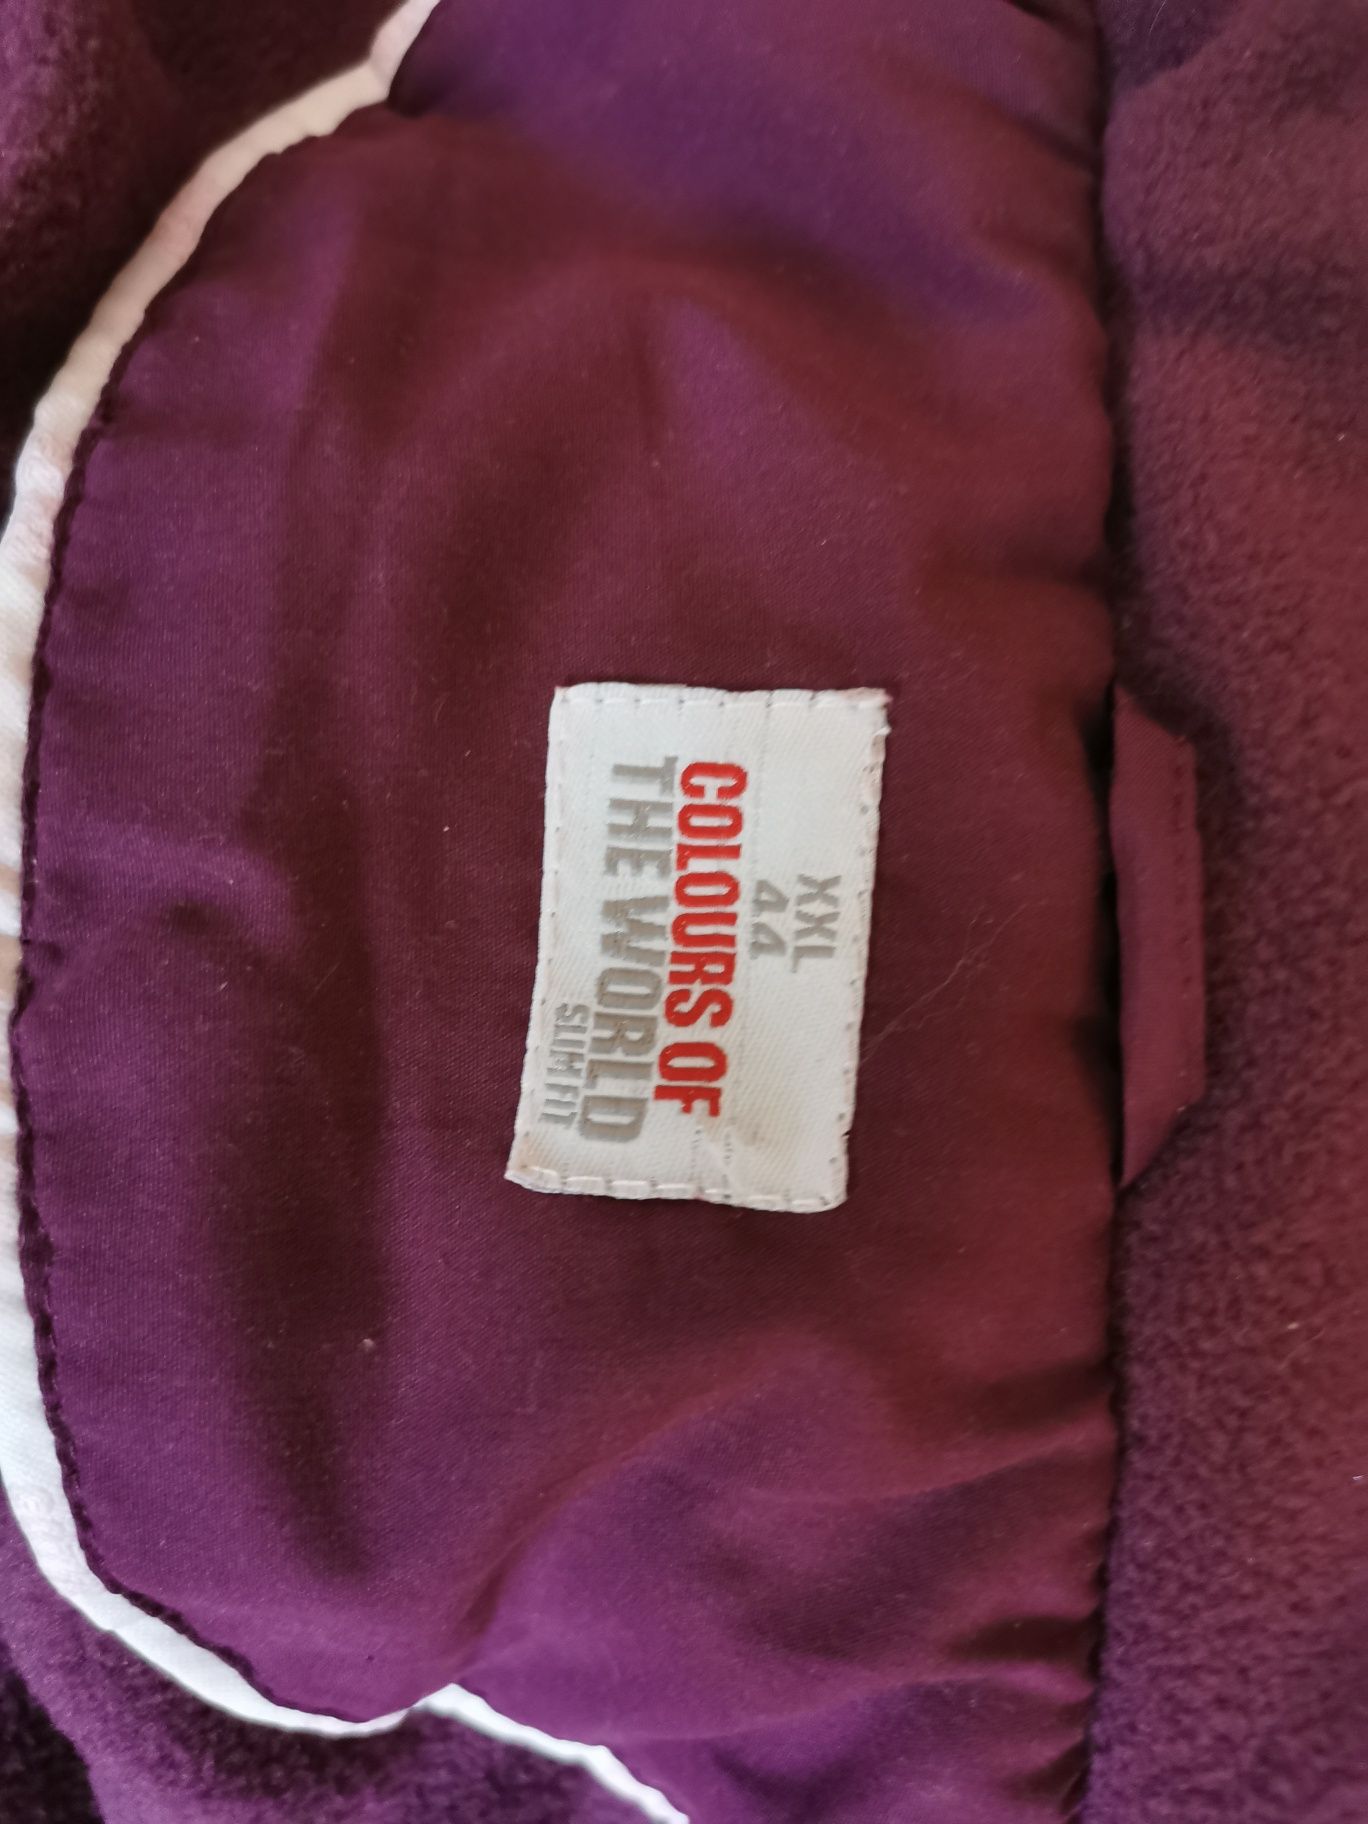 XXL
44
COLOURS OF
THE WORLD
SLIM FIT